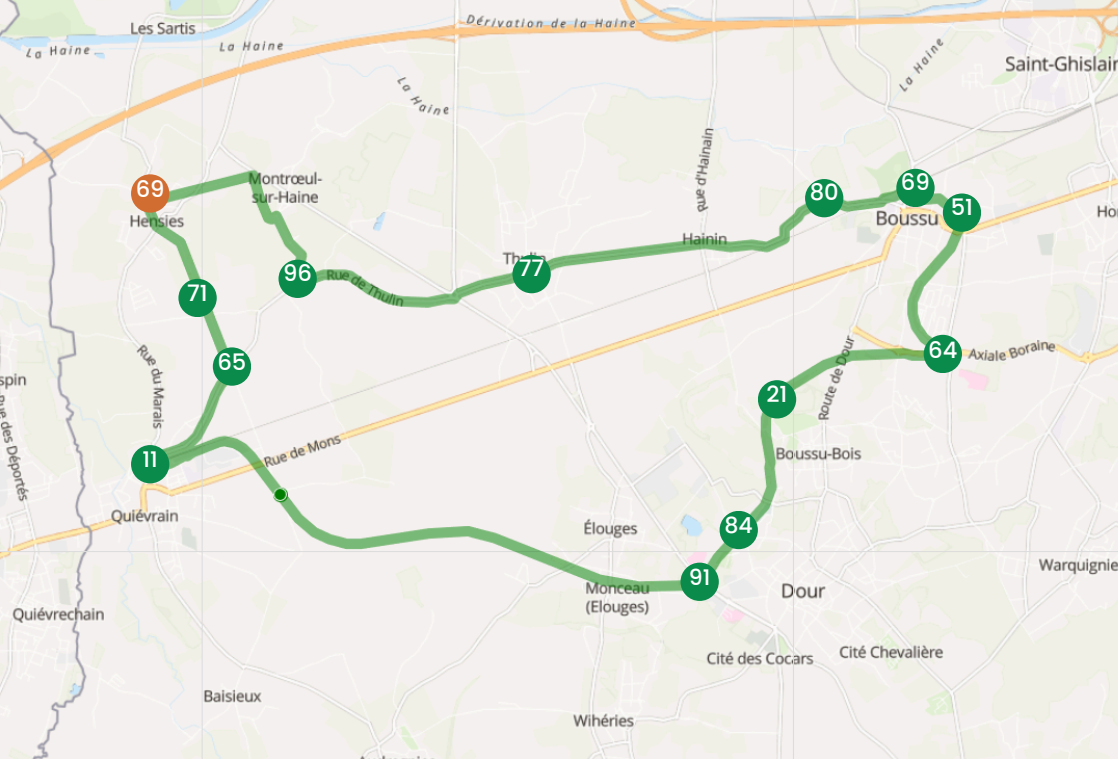 Les Sartis
Dérivation de la Haine
La Haine
La Haine
La Haine
La Haine
Saint-Ghislain
Rue d'Hainain
69
Montrœul-
sur-Haine
Hensies
80
69
51
Boussu
Hainin
96
77
Rue de Thulin
71
65
Rue du Marais
64
Axiale Boraine
Route de Dour
21
Rue des Déportés
11
Rue de Mons
Boussu-Bois
Quiévrain
Élouges
84
91
Monceau
(Elouges)
Dour
Quiévrechain
Cité des Cocars
Cité Chevalière
Baisieux
Wihéries